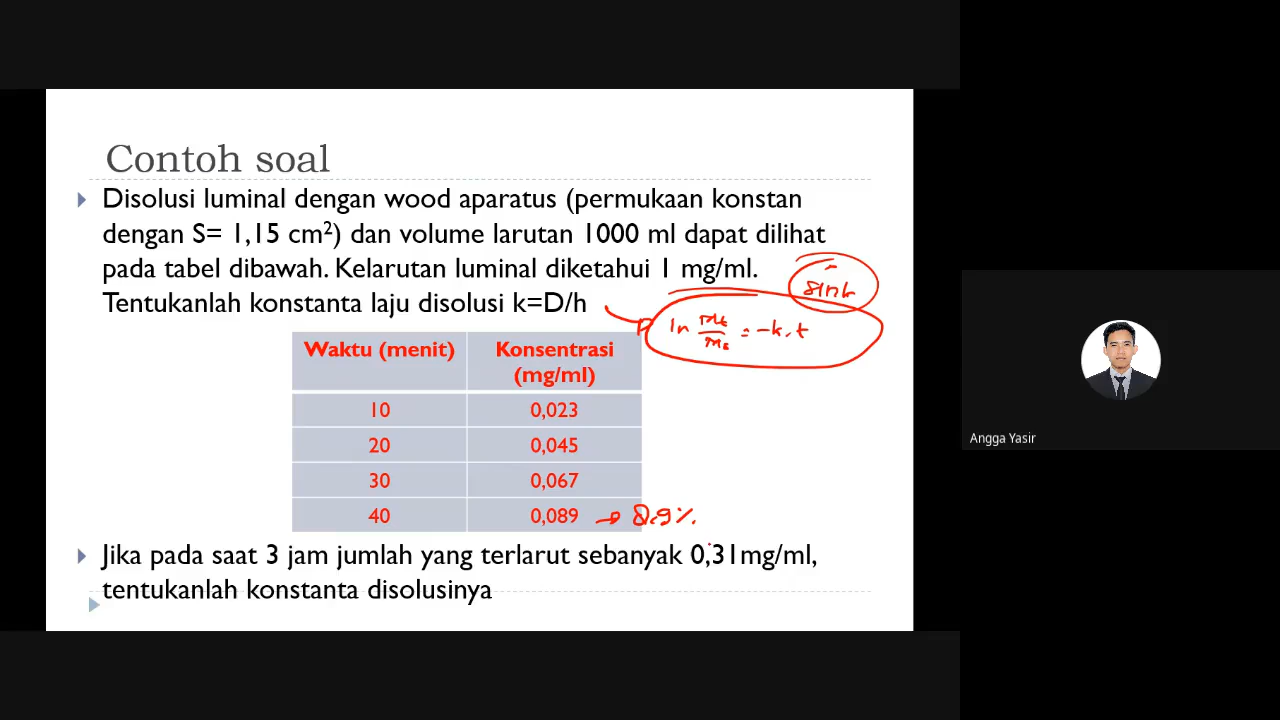 Contoh soal
Disolusi luminal dengan wood aparatus (permukaan konstan
dengan S= 1,15 cm²) dan volume larutan 1000 ml dapat dilihat
pada tabel dibawah. Kelarutan luminal diketahui 1 mg/ml.
sink
Tentukanlah konstanta laju disolusi k=D/h
= -k.t
Waktu (menit) Konsentrasi
(mg/ml)
10 0,023
20 0,045
30 0,067
40 0,089 → 8.9%
Jika pada saat 3 jam jumlah yang terlarut sebanyak 0,31mg/ml,
tentukanlah konstanta disolusinya
Angga Yasir